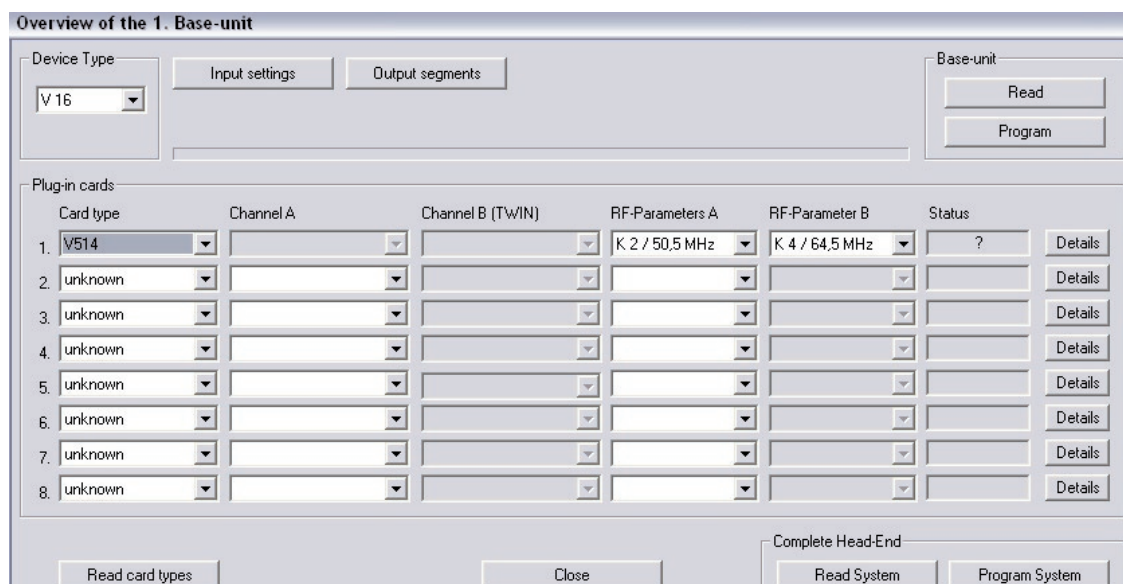 Overview of the 1. Base-unit
Device Type
V 16
Input settings
Output segments
Base-unit
Read
Program
Plug-in cards
Card type Channel A Channel B (TWIN) RF-Parameters A RF-Parameter B Status
1. V514 K 2 / 50,5 MHz K 4 / 64,5 MHz ? Details
2. unknown Details
3. unknown Details
4. unknown Details
5. unknown Details
6. unknown Details
7. unknown Details
8. unknown Details
Complete Head-End
Read card types Close Read System Program System